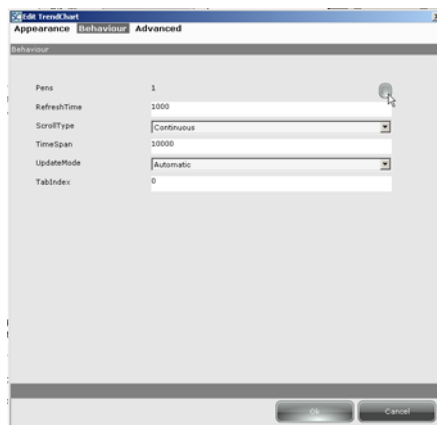 Edit TrendChart
Appearance Behaviour Advanced
Behaviour
Pens 1
RefreshTime 1000
ScrollType Continuous
TimeSpan 10000
UpdateMode Automatic
TabIndex 0
Ok Cancel